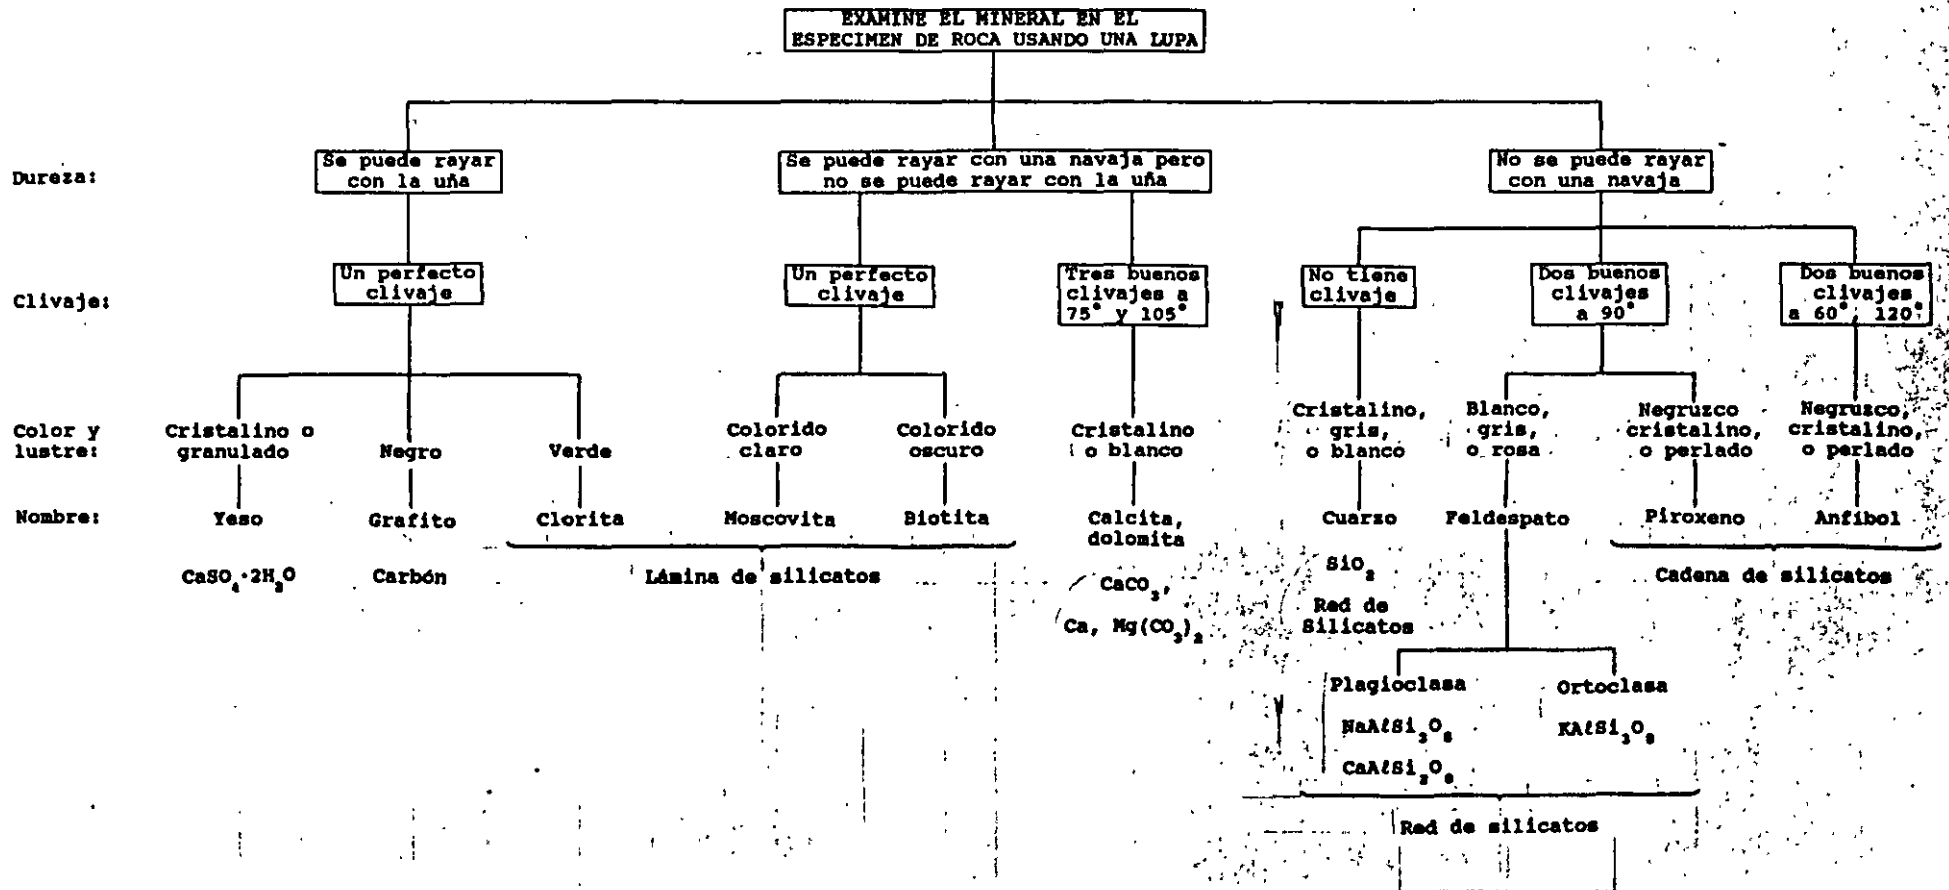 EXAMINE EL MINERAL EN EL
ESPECIMEN DE ROCA USANDO UNA LUPA
Dureza:
Se puede rayar
con la uña
Se puede rayar con una navaja pero
no se puede rayar con la uña
No se puede rayar
con una navaja
Clivaje:
Un perfecto
clivaje
Un perfecto
clivaje
Tres buenos
clivajes a
75° y 105°
No tiene
clivaje
Dos buenos
clivajes
a 90°
Dos buenos
clivajes
a 60° 120°
Color y
lustre:
Cristalino o
granulado
Negro
Verde
Colorido
claro
Colorido
oscuro
Cristalino
o blanco
Cristalino,
gris,
o blanco
Blanco,
gris,
o rosa
Negruzco
cristalino,
o perlado
Negruzco,
cristalino,
o perlado
Nombre:
Yeso
Grafito
Clorita
Moscovita
Biotita
Calcita,
dolomita
Cuarzo
Feldespato
Piroxeno
Anfibol
CaSO₄·2H₂O
Carbón
Lámina de silicatos
CaCO₃,
Ca, Mg(CO₃)₂
SiO₂
Red de
Silicatos
Cadena de silicatos
Plagioclasa
Ortoclasa
NaAℓSi₃O₈
KAℓSi₃O₈
CaAℓSi₂O₈
Red de silicatos